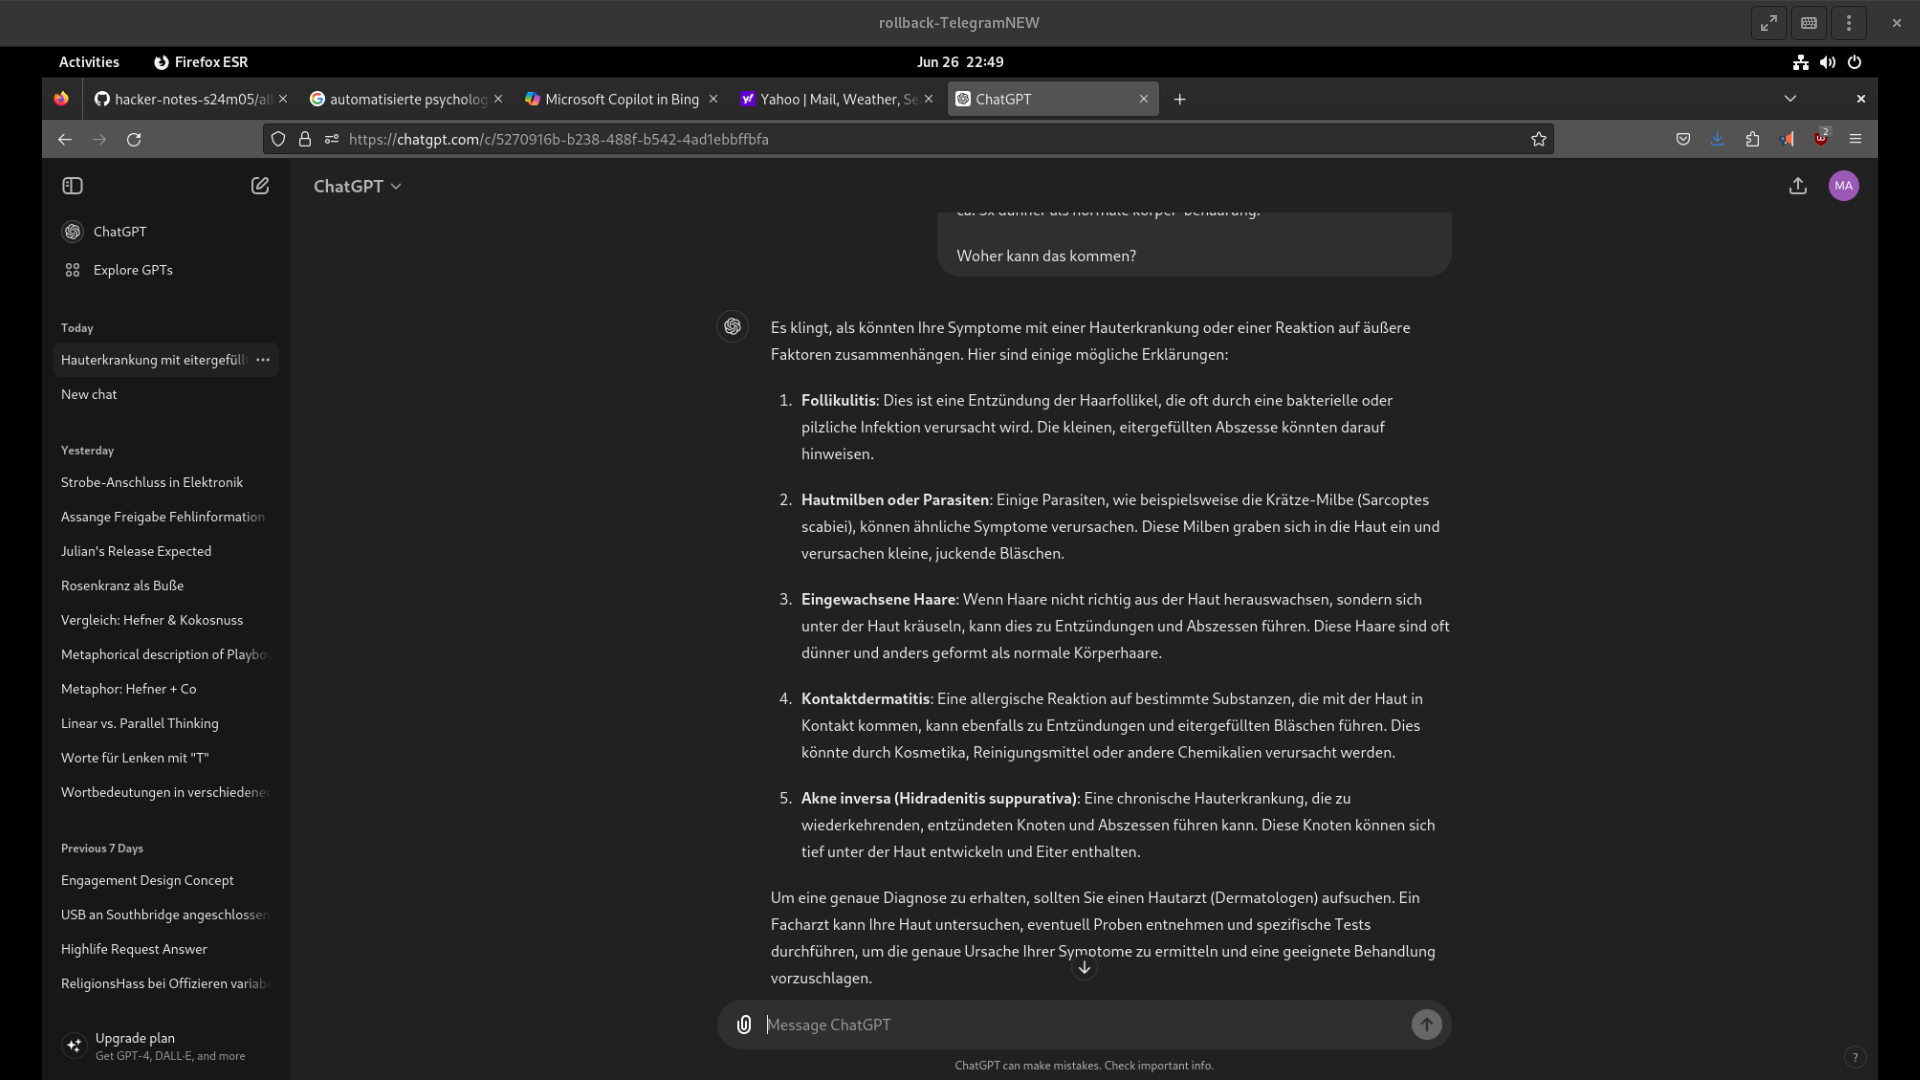 rollback-TelegramNEW
Activities
Firefox ESR
Jun 26 22:49
hacker-notes-s24m05/all
automatisierte psycholog
Microsoft Copilot in Bing
Yahoo | Mail, Weather, Se
ChatGPT
https://chatgpt.com/c/5270916b-b238-488f-b542-4ad1ebbffbfa
2
ChatGPT
Explore GPTs
Today
Hauterkrankung mit eitergefüll
New chat
Yesterday
Strobe-Anschluss in Elektronik
Assange Freigabe Fehlinformation
Julian's Release Expected
Rosenkranz als Buße
Vergleich: Hefner & Kokosnuss
Metaphorical description of Playboy
Metaphor: Hefner + Co
Linear vs. Parallel Thinking
Worte für Lenken mit "T"
Wortbedeutungen in verschiedenen
Previous 7 Days
Engagement Design Concept
USB an Southbridge angeschlossen
Highlife Request Answer
ReligionsHass bei Offizieren variab
Upgrade plan
Get GPT-4, DALL·E, and more
ChatGPT
MA
Woher kann das kommen?
Es klingt, als könnten Ihre Symptome mit einer Hauterkrankung oder einer Reaktion auf äußere
Faktoren zusammenhängen. Hier sind einige mögliche Erklärungen:
1. Follikulitis: Dies ist eine Entzündung der Haarfollikel, die oft durch eine bakterielle oder
pilzliche Infektion verursacht wird. Die kleinen, eitergefüllten Abszesse könnten darauf
hinweisen.
2. Hautmilben oder Parasiten: Einige Parasiten, wie beispielsweise die Krätze-Milbe (Sarcoptes
scabiei), können ähnliche Symptome verursachen. Diese Milben graben sich in die Haut ein und
verursachen kleine, juckende Bläschen.
3. Eingewachsene Haare: Wenn Haare nicht richtig aus der Haut herauswachsen, sondern sich
unter der Haut kräuseln, kann dies zu Entzündungen und Abszessen führen. Diese Haare sind oft
dünner und anders geformt als normale Körperhaare.
4. Kontaktdermatitis: Eine allergische Reaktion auf bestimmte Substanzen, die mit der Haut in
Kontakt kommen, kann ebenfalls zu Entzündungen und eitergefüllten Bläschen führen. Dies
könnte durch Kosmetika, Reinigungsmittel oder andere Chemikalien verursacht werden.
5. Akne inversa (Hidradenitis suppurativa): Eine chronische Hauterkrankung, die zu
wiederkehrenden, entzündeten Knoten und Abszessen führen kann. Diese Knoten können sich
tief unter der Haut entwickeln und Eiter enthalten.
Um eine genaue Diagnose zu erhalten, sollten Sie einen Hautarzt (Dermatologen) aufsuchen. Ein
Facharzt kann Ihre Haut untersuchen, eventuell Proben entnehmen und spezifische Tests
durchführen, um die genaue Ursache Ihrer Symptome zu ermitteln und eine geeignete Behandlung
vorzuschlagen.
Message ChatGPT
ChatGPT can make mistakes. Check important info.
?